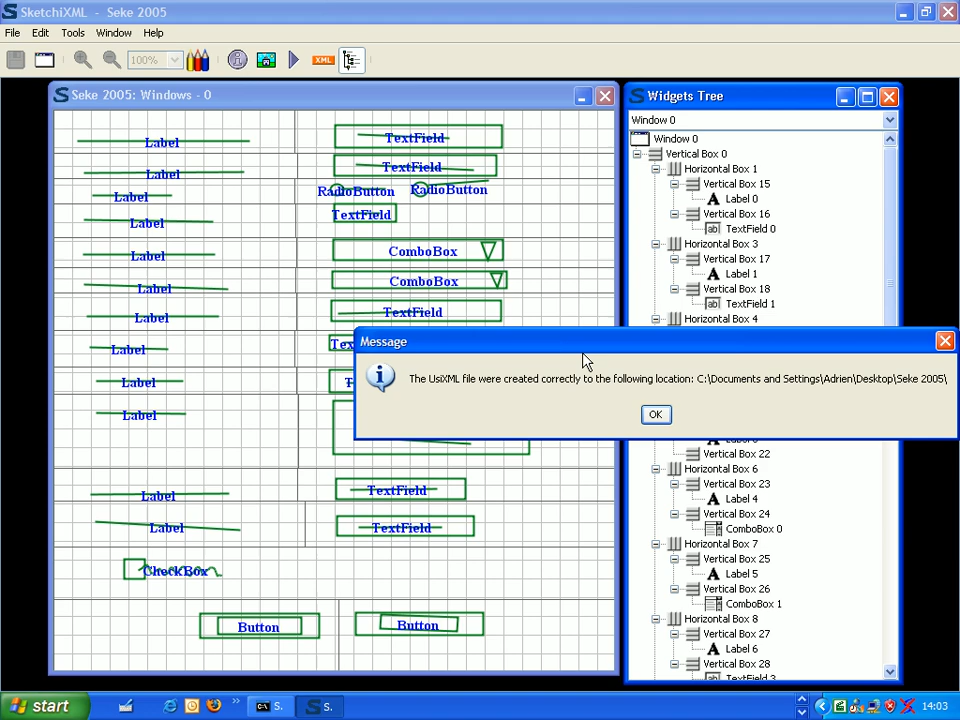 SketchiXML - Seke 2005
File Edit Tools Window Help
100% XML
Seke 2005: Windows - 0
Label TextField
Label TextField
Label RadioButton RadioButton
Label TextField
Label ComboBox
Label ComboBox
Label TextField
Label
Label
Label
Label TextField
Label TextField
CheckBox
Button Button
Widgets Tree
Window 0
Window 0
Vertical Box 0
Horizontal Box 1
Vertical Box 15
Label 0
Vertical Box 16
TextField 0
Horizontal Box 3
Vertical Box 17
Label 1
Vertical Box 18
TextField 1
Horizontal Box 4
Message
The UsiXML file were created correctly to the following location: C:\Documents and Settings\Adrien\Desktop\Seke 2005\
OK
Vertical Box 22
Horizontal Box 6
Vertical Box 23
Label 4
Vertical Box 24
ComboBox 0
Horizontal Box 7
Vertical Box 25
Label 5
Vertical Box 26
ComboBox 1
Horizontal Box 8
Vertical Box 27
Label 6
Vertical Box 28
TextField 3
start S. S. 14:03